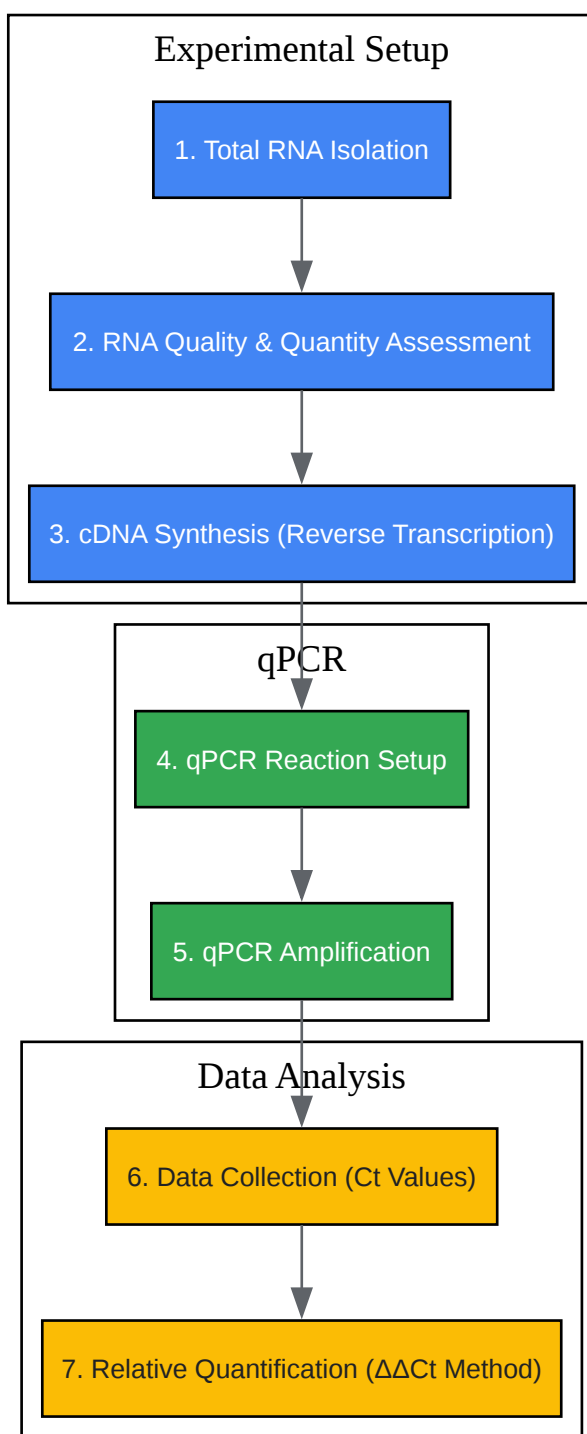 Experimental Setup
1. Total RNA Isolation
2. RNA Quality & Quantity Assessment
3. cDNA Synthesis (Reverse Transcription)
qPCR
4. qPCR Reaction Setup
5. qPCR Amplification
Data Analysis
6. Data Collection (Ct Values)
7. Relative Quantification (ΔΔCt Method)